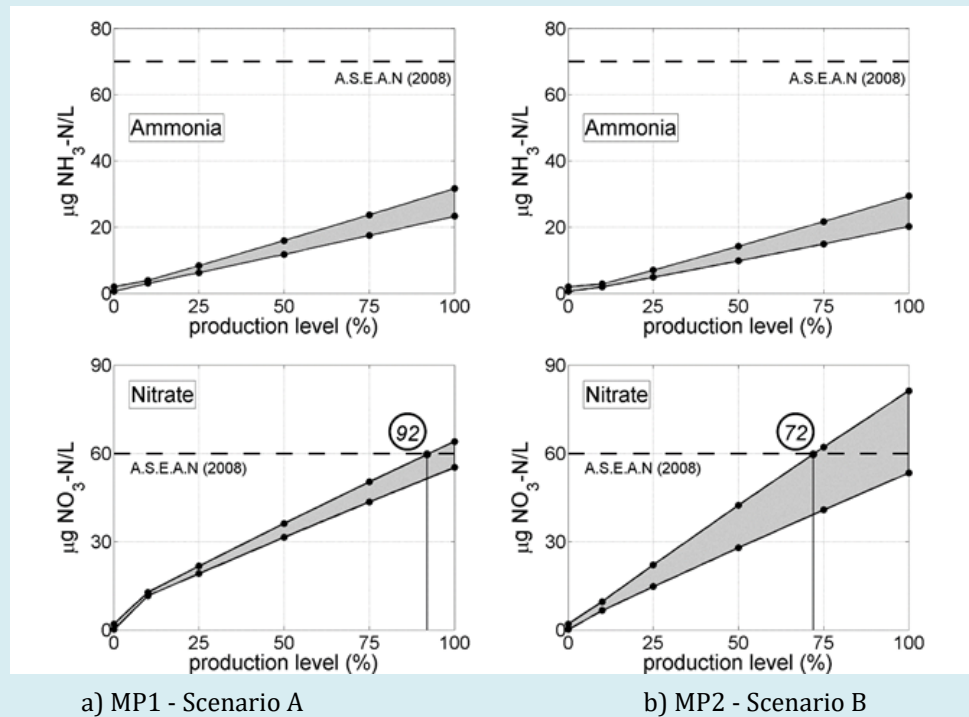 80
60
40
20
0
µg NH3-N/L
A.S.E.A.N (2008)
Ammonia
0 25 50 75 100
production level (%)
80
60
40
20
0
µg NH3-N/L
A.S.E.A.N (2008)
Ammonia
0 25 50 75 100
production level (%)
90
60
30
0
µg NO3-N/L
Nitrate
92
A.S.E.A.N (2008)
0 25 50 75 100
production level (%)
90
60
30
0
µg NO3-N/L
Nitrate
72
A.S.E.A.N (2008)
0 25 50 75 100
production level (%)
a) MP1 - Scenario A
b) MP2 - Scenario B